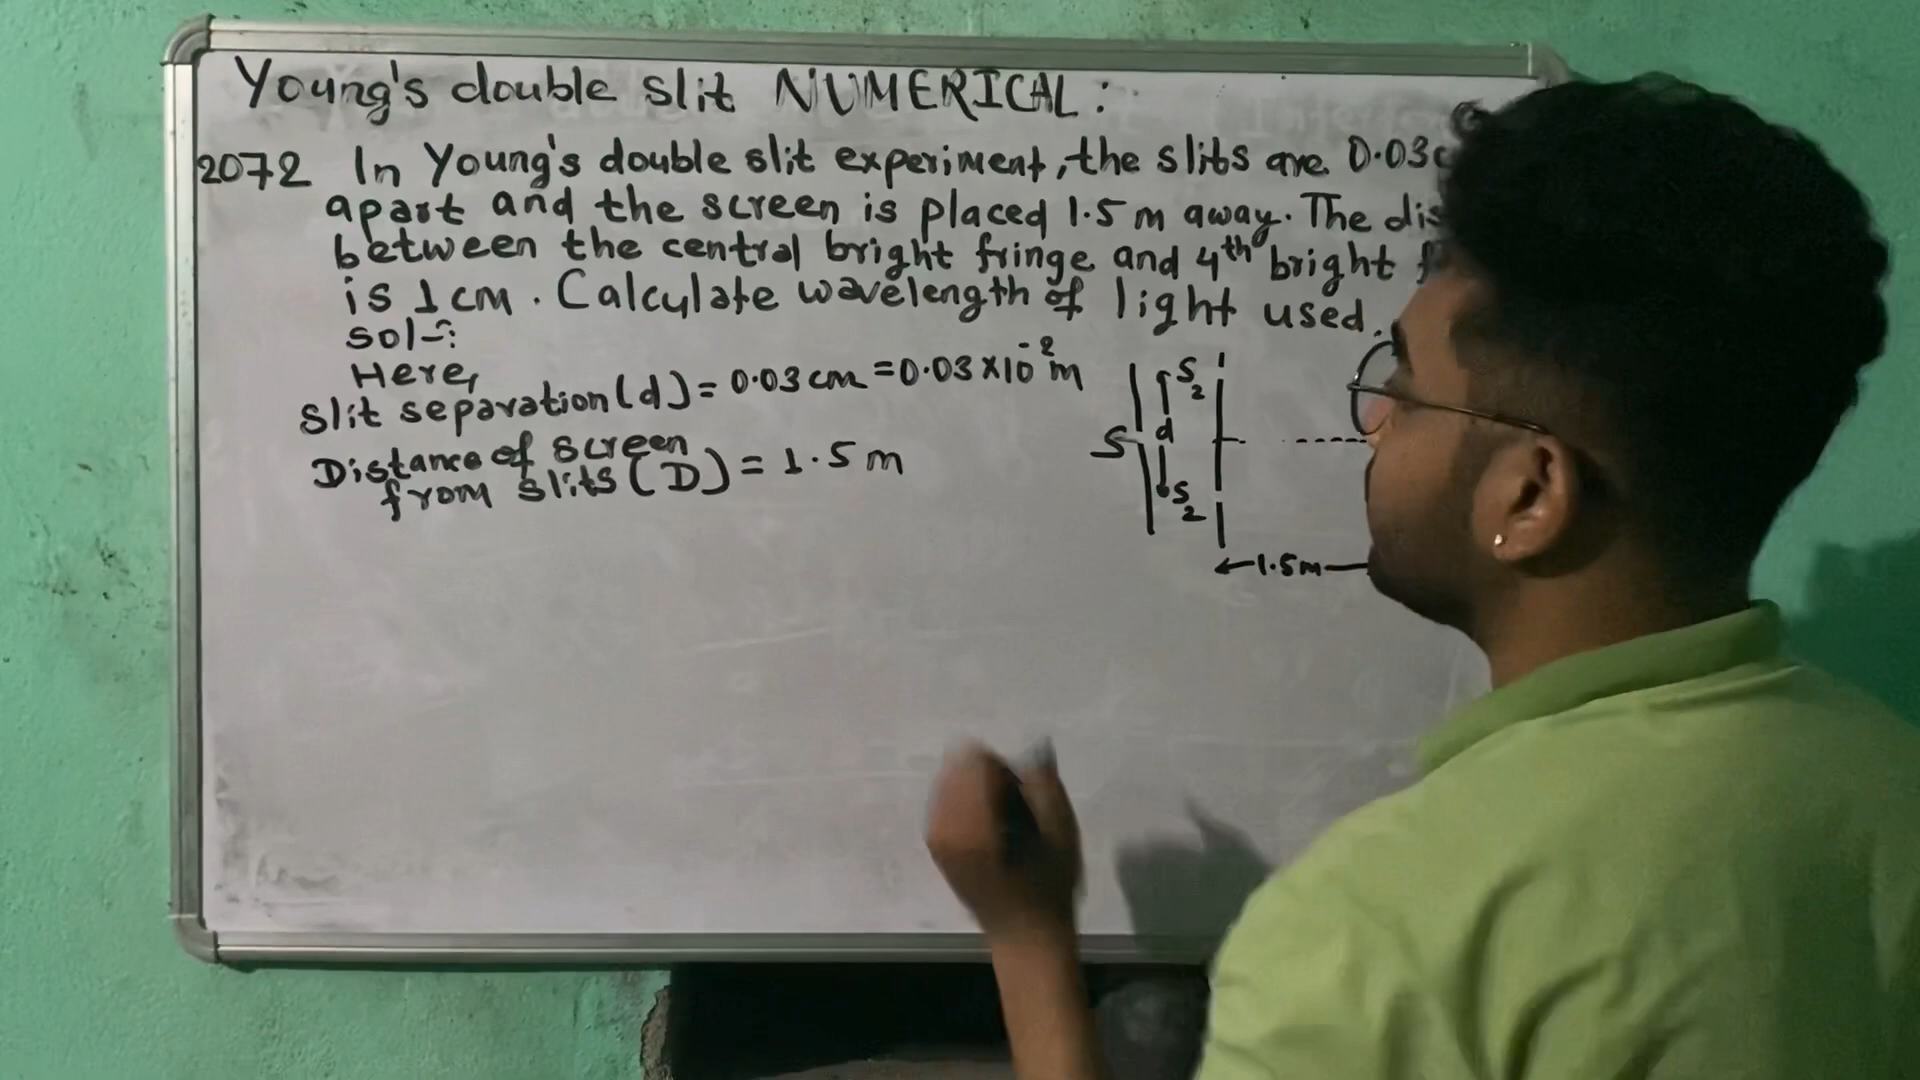 Young's double slit NUMERICAL:
2072 In Young's double slit experiment, the slits are 0.03
apart and the screen is placed 1.5 m away. The
between the central bright fringe and 4th bright
is 1 cm. Calculate wavelength of light used.
sol-n:
Here,
slit separation (d) = 0.03 cm = 0.03 × 10^-2 m
Distance of screen
from slits (D) = 1.5 m
S2
d
S
S2
1.5m